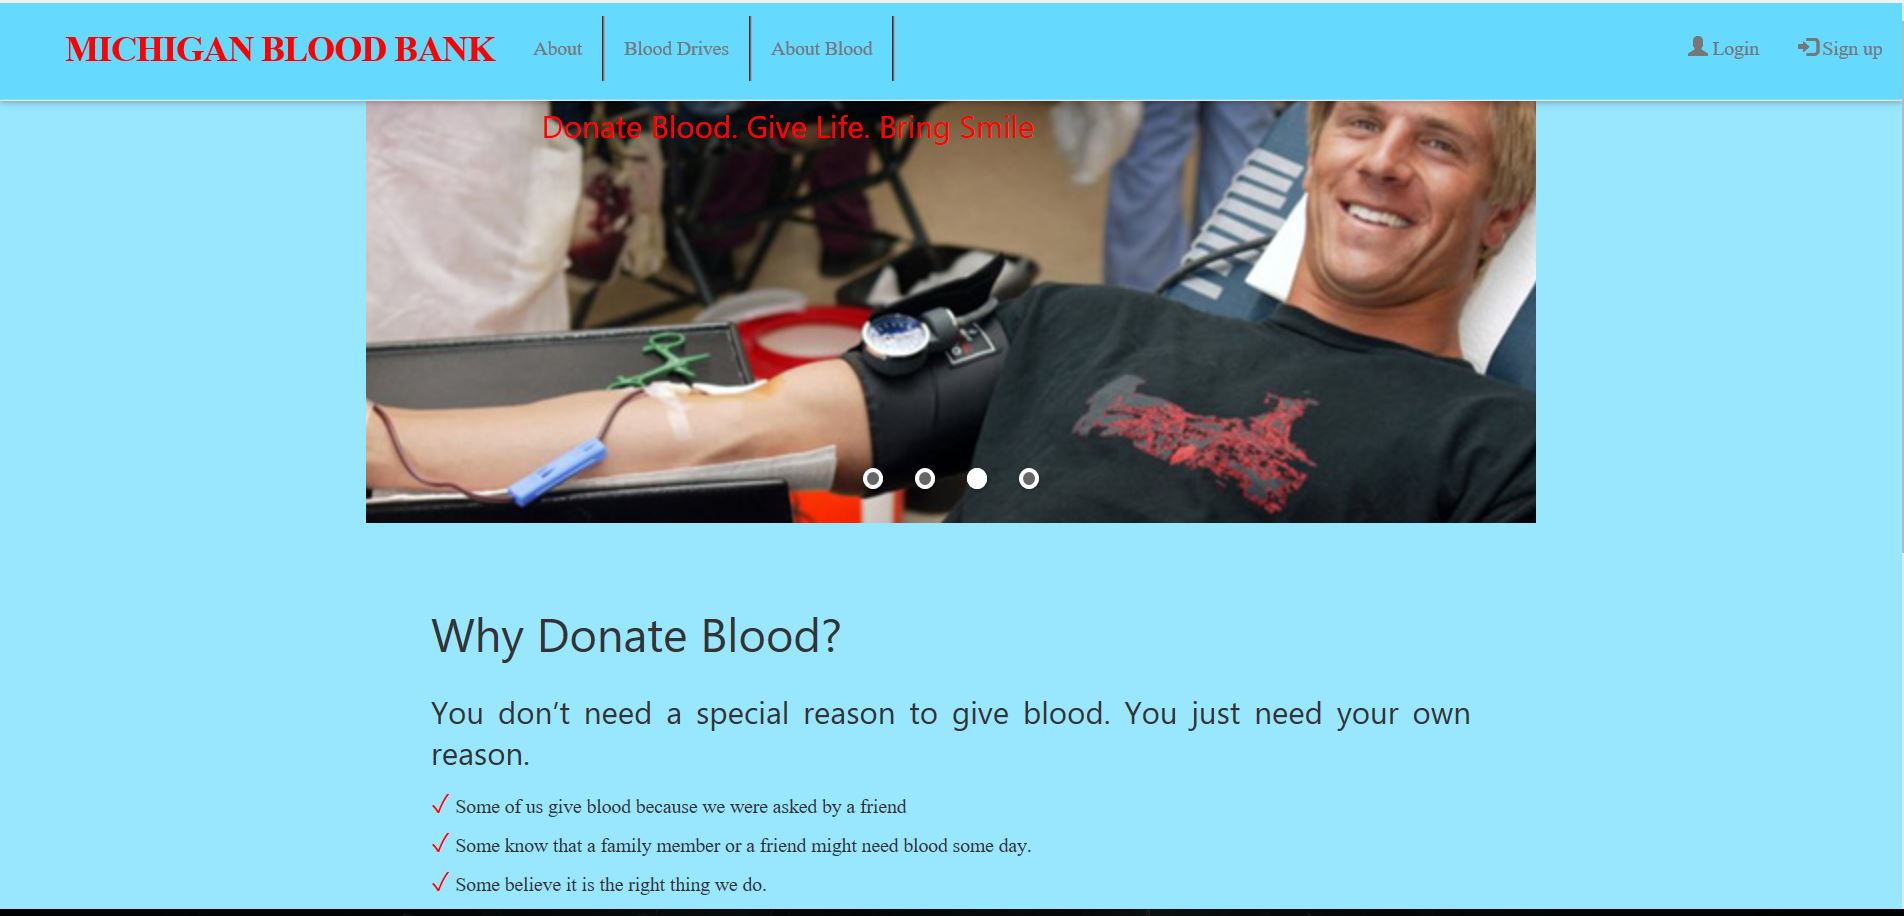 MICHIGAN BLOOD BANK About Blood Drives About Blood Login Sign up
Donate Blood. Give Life. Bring Smile
Why Donate Blood?
You don’t need a special reason to give blood. You just need your own
reason.
✓ Some of us give blood because we were asked by a friend
✓ Some know that a family member or a friend might need blood some day.
✓ Some believe it is the right thing we do.